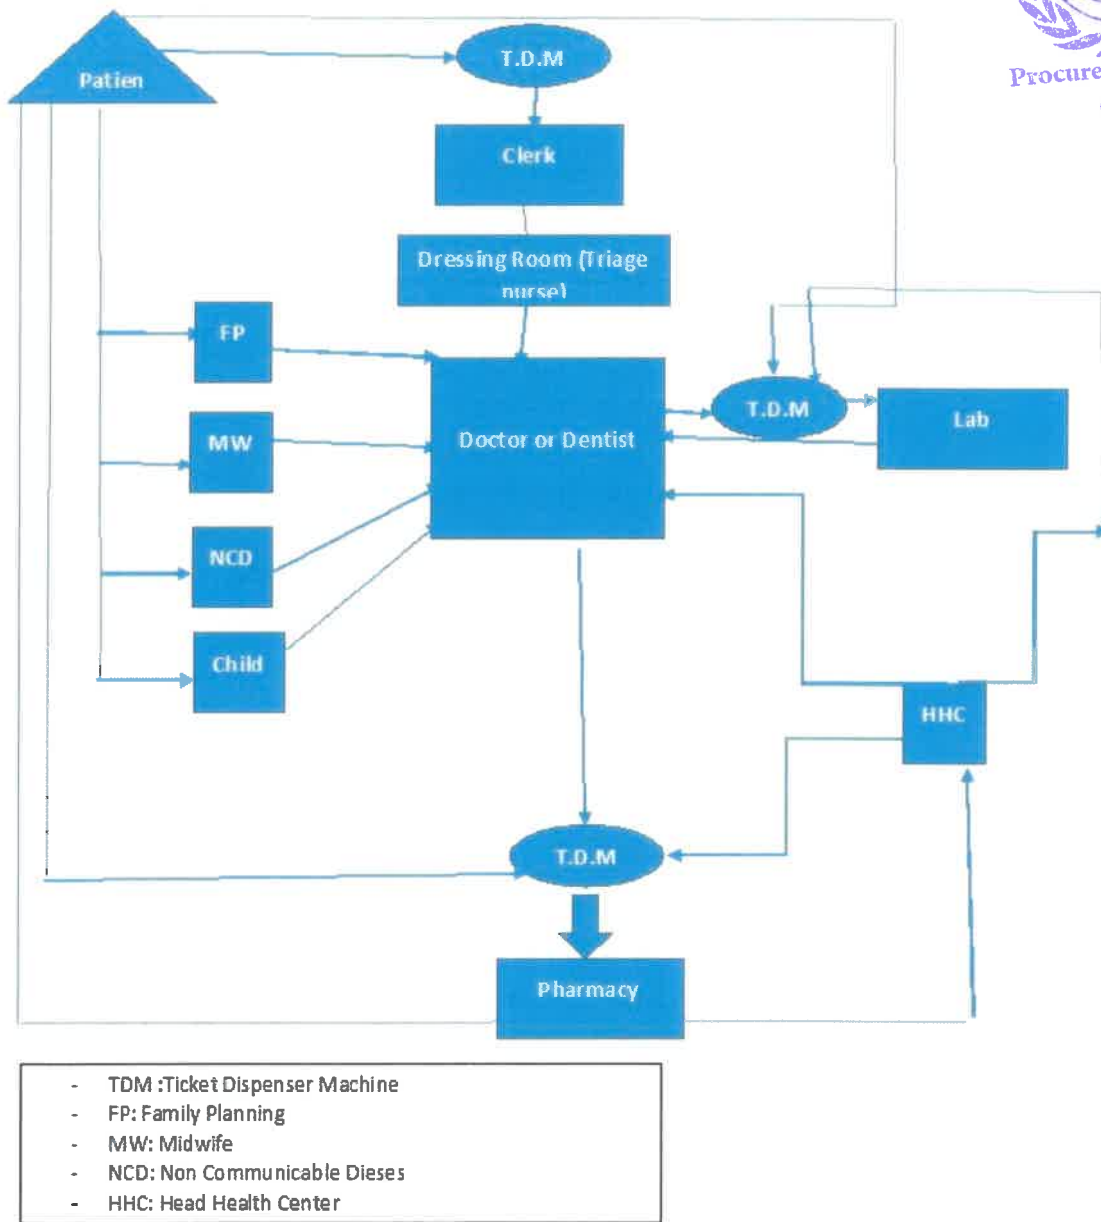 T.D.M
Patien
Procure
Clerk
Dressing Room (Triage
nurse)
FP
T.D.M
Lab
MW
Doctor or Dentist
NCD
Child
HHC
T.D.M
Pharmacy
- TDM :Ticket Dispenser Machine
- FP: Family Planning
- MW: Midwife
- NCD: Non Communicable Dieses
- HHC: Head Health Center